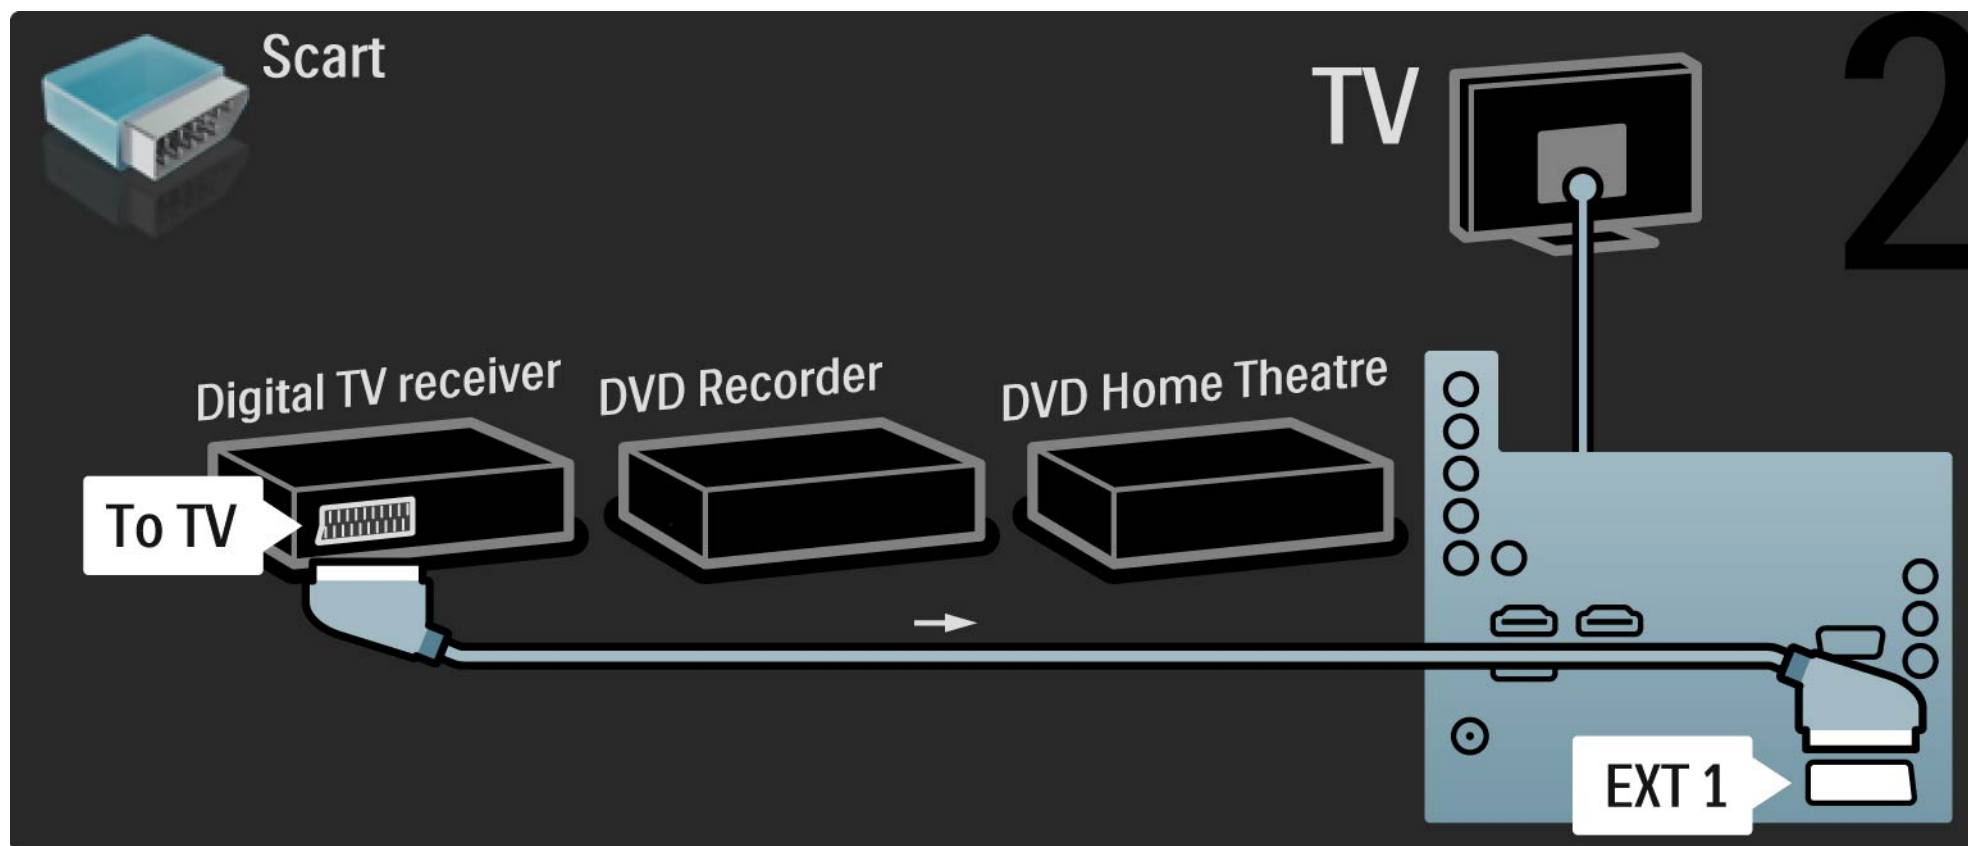 Scart
TV
2
Digital TV receiver
DVD Recorder
DVD Home Theatre
To TV
EXT 1